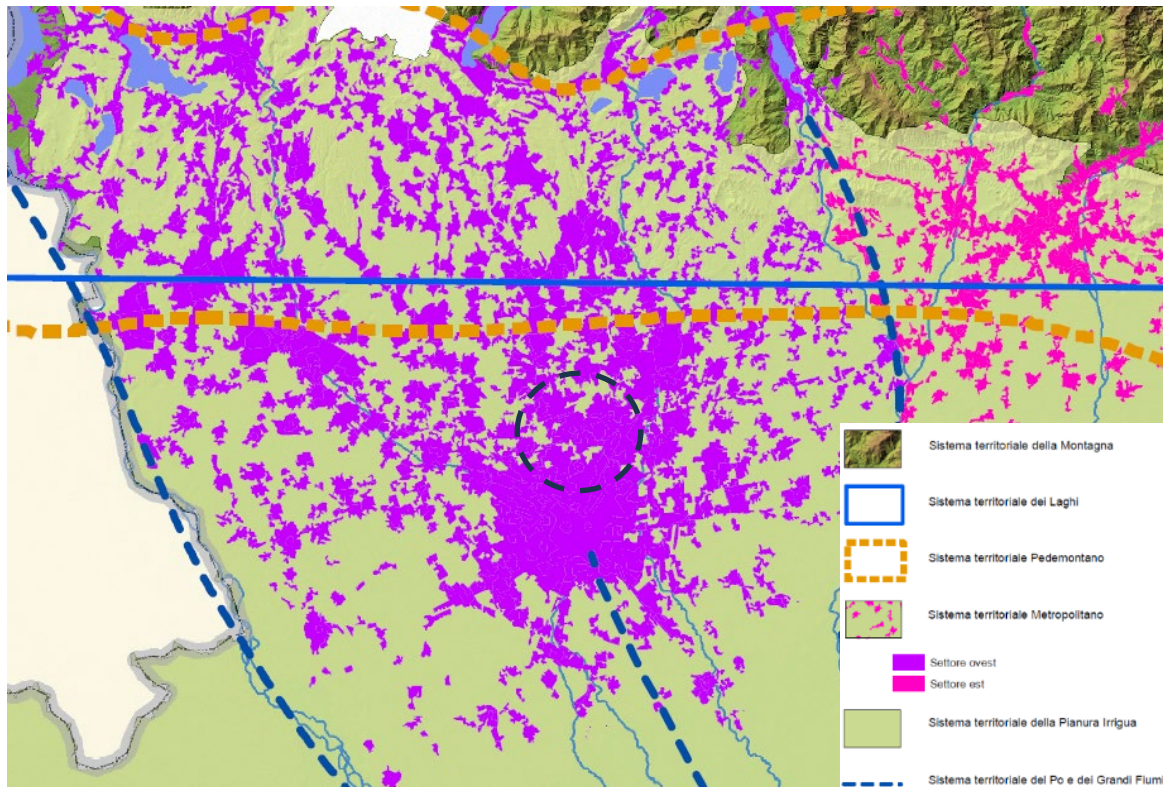 Sistema territoriale della Montagna
Sistema territoriale dei Laghi
Sistema territoriale Pedemontano
Sistema territoriale Metropolitano
Settore ovest
Settore est
Sistema territoriale della Pianura Irrigua
Sistema territoriale del Po e dei Grandi Fiumi